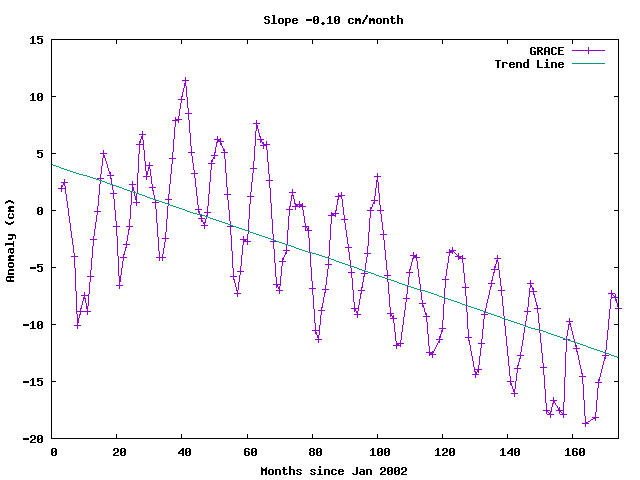 Slope -0.10 cm/month
GRACE
Trend Line
15
10
5
0
-5
-10
-15
-20
Anomaly (cm)
0 20 40 60 80 100 120 140 160
Months since Jan 2002